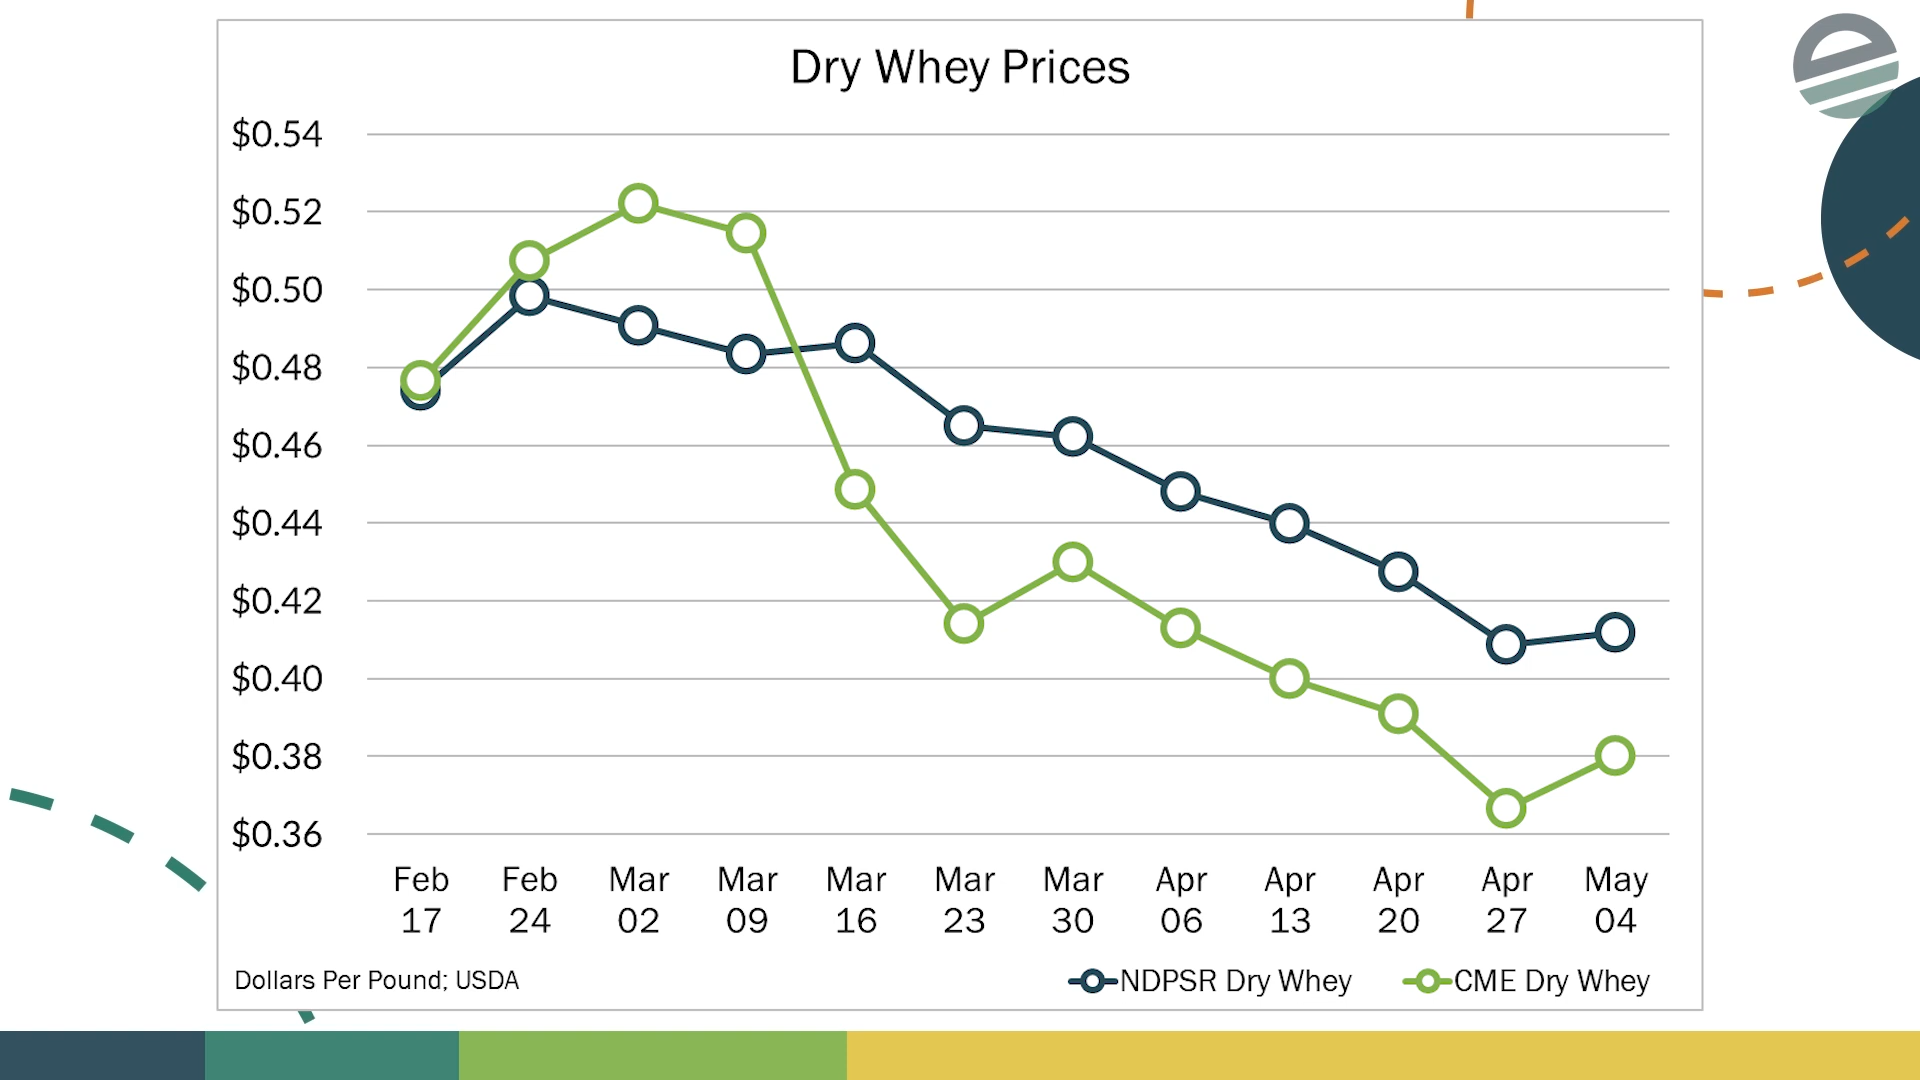 Dry Whey Prices
$0.54
$0.52
$0.50
$0.48
$0.46
$0.44
$0.42
$0.40
$0.38
$0.36
Feb Feb Mar Mar Mar Mar Mar Apr Apr Apr Apr May
17 24 02 09 16 23 30 06 13 20 27 04
Dollars Per Pound; USDA NDPSR Dry Whey CME Dry Whey